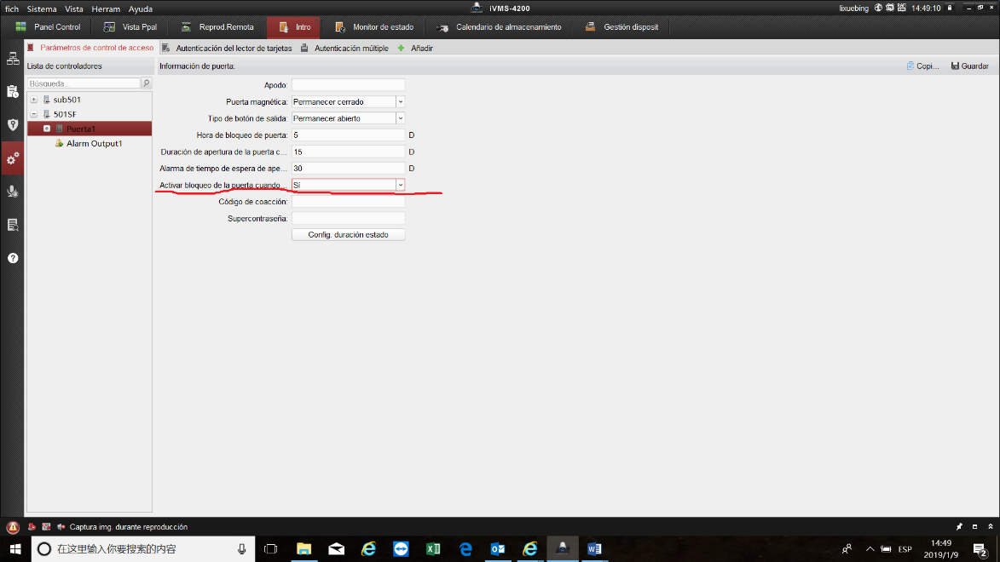 fich Sistema Vista Herram Ayuda
iVMS-4200
lixuebing 14:49:10
Panel Control Vista Ppal Reprod.Remota Intro Monitor de estado Calendario de almacenamiento Gestión disposit
Parámetros de control de acceso Autenticación del lector de tarjetas Autenticación múltiple Añadir
Lista de controladores
Información de puerta:
Copi... Guardar
Búsqueda...
sub501
501SF
Puerta1
Alarm Output1
Apodo:
Puerta magnética: Permanecer cerrado
Tipo de botón de salida: Permanecer abierto
Hora de bloqueo de puerta: 5 D
Duración de apertura de la puerta c... 15 D
Alarma de tiempo de espera de ape... 30 D
Activar bloqueo de la puerta cuando... Sí
Código de coacción:
Supercontraseña:
Config. duración estado
Captura img. durante reproducción
在这里输入你要搜索的内容
ESP
14:49
2019/1/9
2